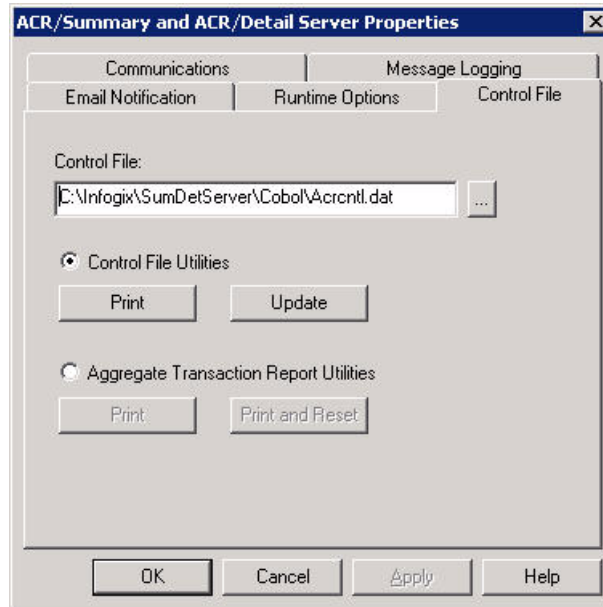 ACR/Summary and ACR/Detail Server Properties
Communications Message Logging
Email Notification Runtime Options Control File
Control File:
C:\Infogix\SumDetServer\Cobol\Acrcntl.dat ...
Control File Utilities
Print Update
Aggregate Transaction Report Utilities
Print Print and Reset
OK Cancel Apply Help